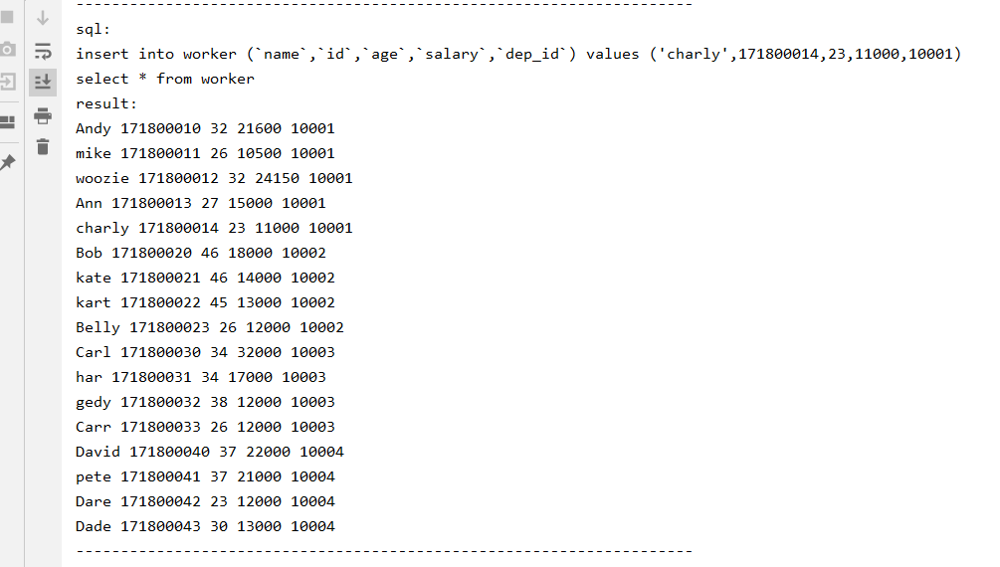 ---------------------------------------------------------------------
sql:
insert into worker (`name`,`id`,`age`,`salary`,`dep_id`) values ('charly',171800014,23,11000,10001)
select * from worker
result:
Andy 171800010 32 21600 10001
mike 171800011 26 10500 10001
woozie 171800012 32 24150 10001
Ann 171800013 27 15000 10001
charly 171800014 23 11000 10001
Bob 171800020 46 18000 10002
kate 171800021 46 14000 10002
kart 171800022 45 13000 10002
Belly 171800023 26 12000 10002
Carl 171800030 34 32000 10003
har 171800031 34 17000 10003
gedy 171800032 38 12000 10003
Carr 171800033 26 12000 10003
David 171800040 37 22000 10004
pete 171800041 37 21000 10004
Dare 171800042 23 12000 10004
Dade 171800043 30 13000 10004
---------------------------------------------------------------------